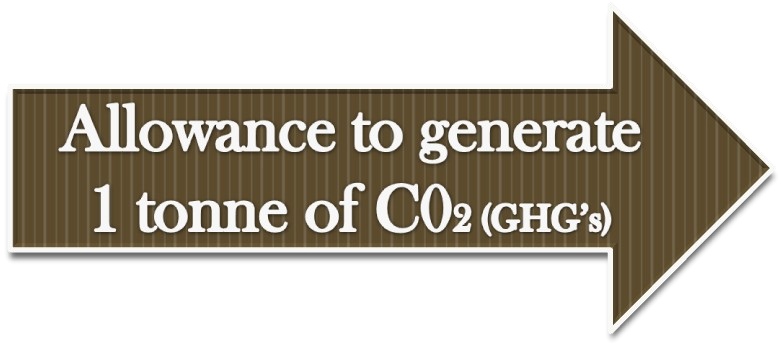 Allowance to generate
1 tonne of C02 (GHG's)